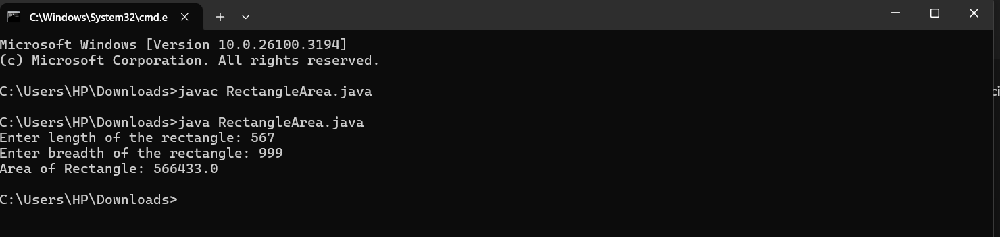 C:\Windows\System32\cmd.e
Microsoft Windows [Version 10.0.26100.3194]
(c) Microsoft Corporation. All rights reserved.
C:\Users\HP\Downloads>javac RectangleArea.java
C:\Users\HP\Downloads>java RectangleArea.java
Enter length of the rectangle: 567
Enter breadth of the rectangle: 999
Area of Rectangle: 566433.0
C:\Users\HP\Downloads>